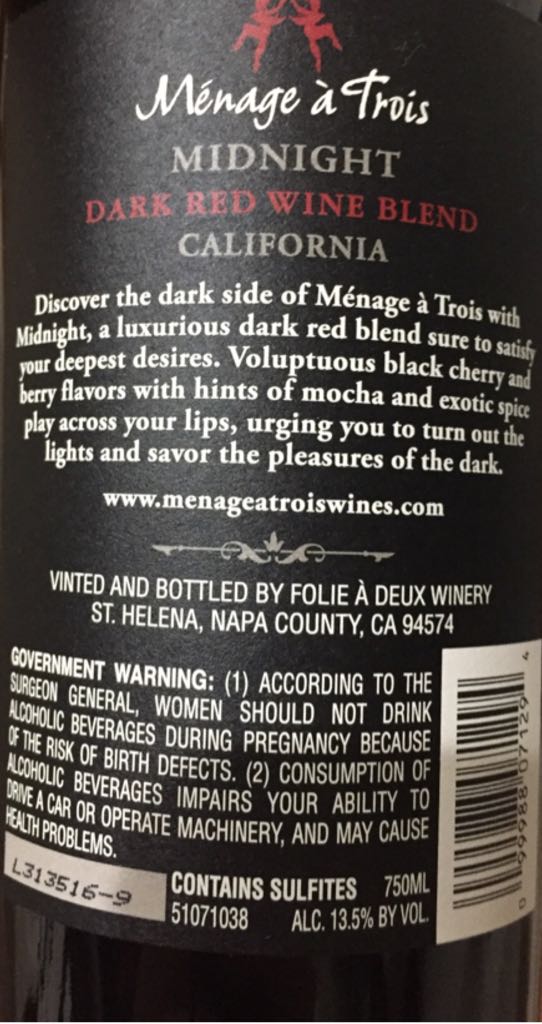 Ménage à Trois
MIDNIGHT
DARK RED WINE BLEND
CALIFORNIA
Discover the dark side of Ménage à Trois with
Midnight, a luxurious dark red blend sure to satisfy
your deepest desires. Voluptuous black cherry and
berry flavors with hints of mocha and exotic spice
play across your lips, urging you to turn out the
lights and savor the pleasures of the dark.
www.menageatroiswines.com
VINTED AND BOTTLED BY FOLIE À DEUX WINERY
ST. HELENA, NAPA COUNTY, CA 94574
GOVERNMENT WARNING: (1) ACCORDING TO THE
SURGEON GENERAL, WOMEN SHOULD NOT DRINK
ALCOHOLIC BEVERAGES DURING PREGNANCY BECAUSE
OF THE RISK OF BIRTH DEFECTS. (2) CONSUMPTION OF
ALCOHOLIC BEVERAGES IMPAIRS YOUR ABILITY TO
DRIVE A CAR OR OPERATE MACHINERY, AND MAY CAUSE
HEALTH PROBLEMS.
L313516-9
CONTAINS SULFITES 750ML
51071038 ALC. 13.5% BY VOL.
0 99988 07129 4